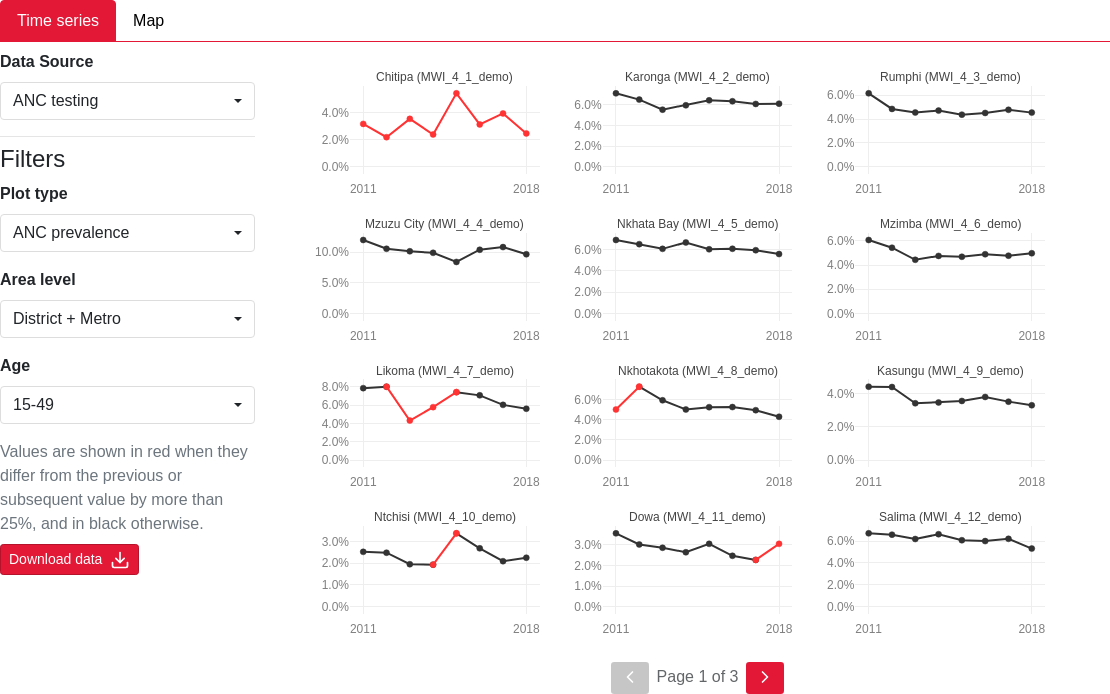 Time series
Map
Data Source
ANC testing
Filters
Plot type
ANC prevalence
Area level
District + Metro
Age
15-49
Values are shown in red when they
differ from the previous or
subsequent value by more than
25%, and in black otherwise.
Download data
Chitipa (MWI_4_1_demo)
4.0%
2.0%
0.0%
2011
2018
Karonga (MWI_4_2_demo)
6.0%
4.0%
2.0%
0.0%
2011
2018
Rumphi (MWI_4_3_demo)
6.0%
4.0%
2.0%
0.0%
2011
2018
Mzuzu City (MWI_4_4_demo)
10.0%
5.0%
0.0%
2011
2018
Nkhata Bay (MWI_4_5_demo)
6.0%
4.0%
2.0%
0.0%
2011
2018
Mzimba (MWI_4_6_demo)
6.0%
4.0%
2.0%
0.0%
2011
2018
Likoma (MWI_4_7_demo)
8.0%
6.0%
4.0%
2.0%
0.0%
2011
2018
Nkhotakota (MWI_4_8_demo)
6.0%
4.0%
2.0%
0.0%
2011
2018
Kasungu (MWI_4_9_demo)
4.0%
2.0%
0.0%
2011
2018
Ntchisi (MWI_4_10_demo)
3.0%
2.0%
1.0%
0.0%
2011
2018
Dowa (MWI_4_11_demo)
3.0%
2.0%
1.0%
0.0%
2011
2018
Salima (MWI_4_12_demo)
6.0%
4.0%
2.0%
0.0%
2011
2018
Page 1 of 3